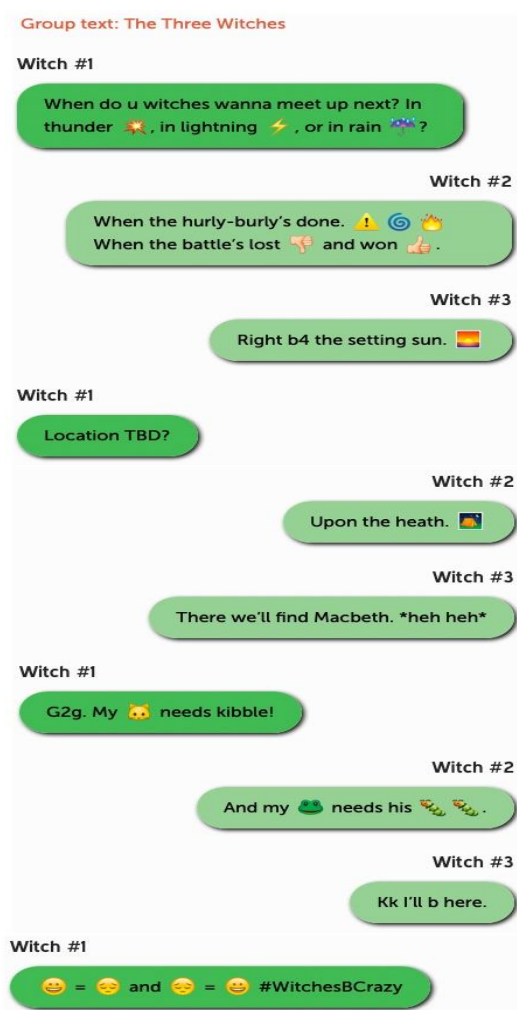 Group text: The Three Witches
Witch #1
When do u witches wanna meet up next? In
thunder 💥, in lightning ⚡, or in rain ☔?
Witch #2
When the hurly-burly's done. ⚠️ 🌀 🔥
When the battle's lost 👎🏻 and won 👍🏻.
Witch #3
Right b4 the setting sun. 🌅
Witch #1
Location TBD?
Witch #2
Upon the heath. 🏕️
Witch #3
There we'll find Macbeth. *heh heh*
Witch #1
G2g. My 🐱 needs kibble!
Witch #2
And my 🐸 needs his 🐛 🐛.
Witch #3
Kk I'll b here.
Witch #1
😀 = 😔 and 😔 = 😀 #WitchesBCrazy